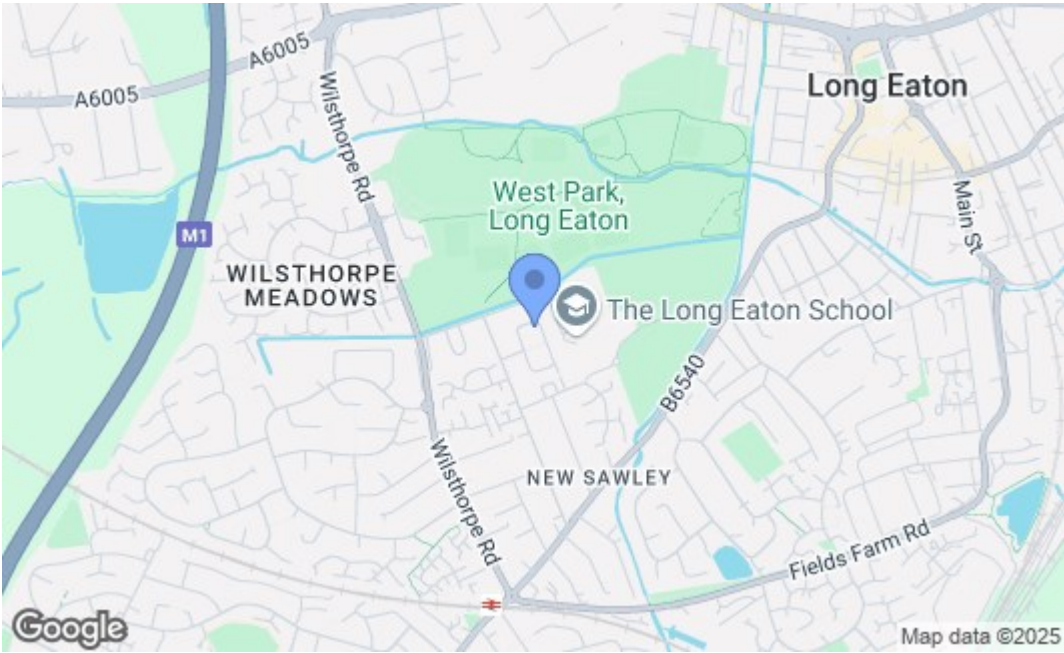 A6005
A6005
Long Eaton
Wilsthorpe Rd
West Park,
Long Eaton
Main St
M1
WILSTHORPE
MEADOWS
The Long Eaton School
B6540
Wilsthorpe Rd
NEW SAWLEY
Fields Farm Rd
Google
Map data ©2025